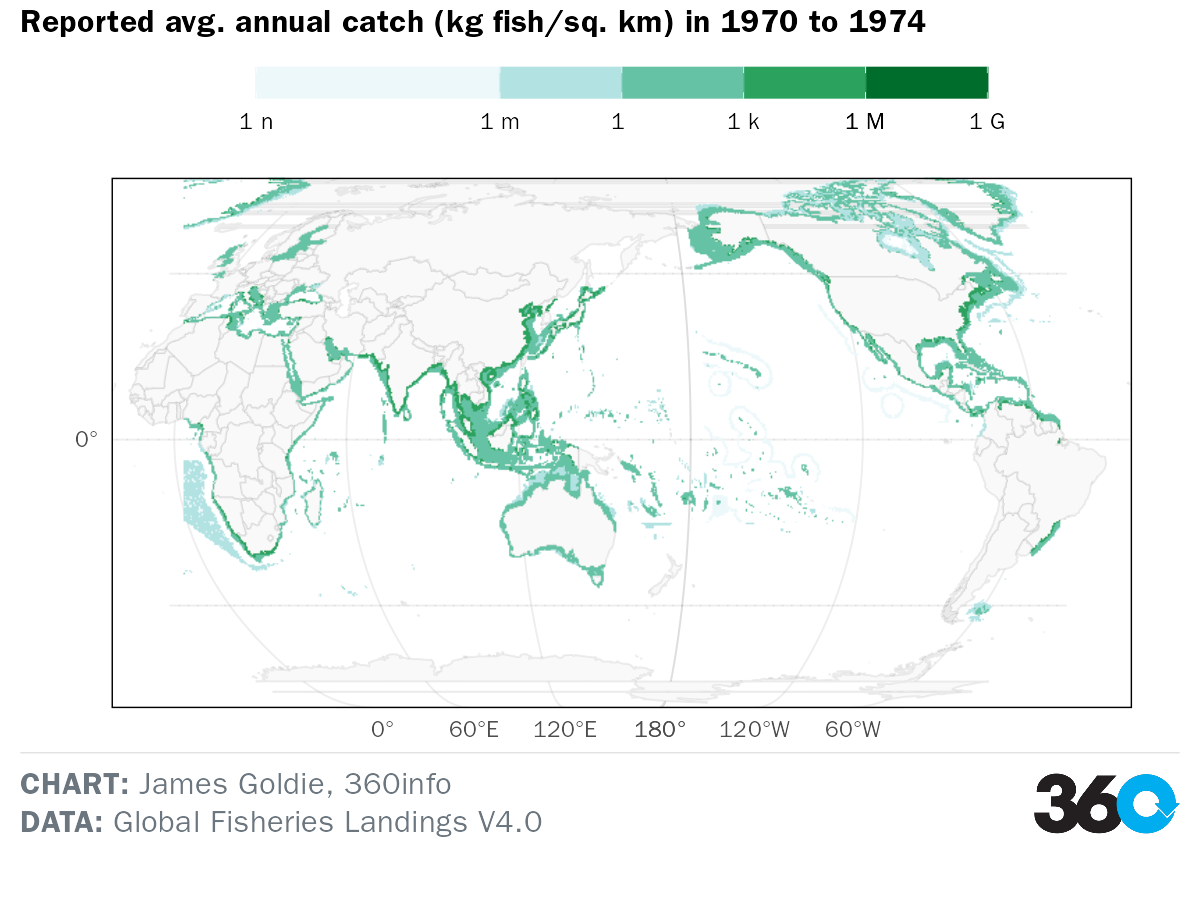 Reported avg. annual catch (kg fish/sq. km) in 1970 to 1974
1 n 1 m 1 1 k 1 M 1 G
0°
0° 60°E 120°E 180° 120°W 60°W
CHART: James Goldie, 360info
DATA: Global Fisheries Landings V4.0
360